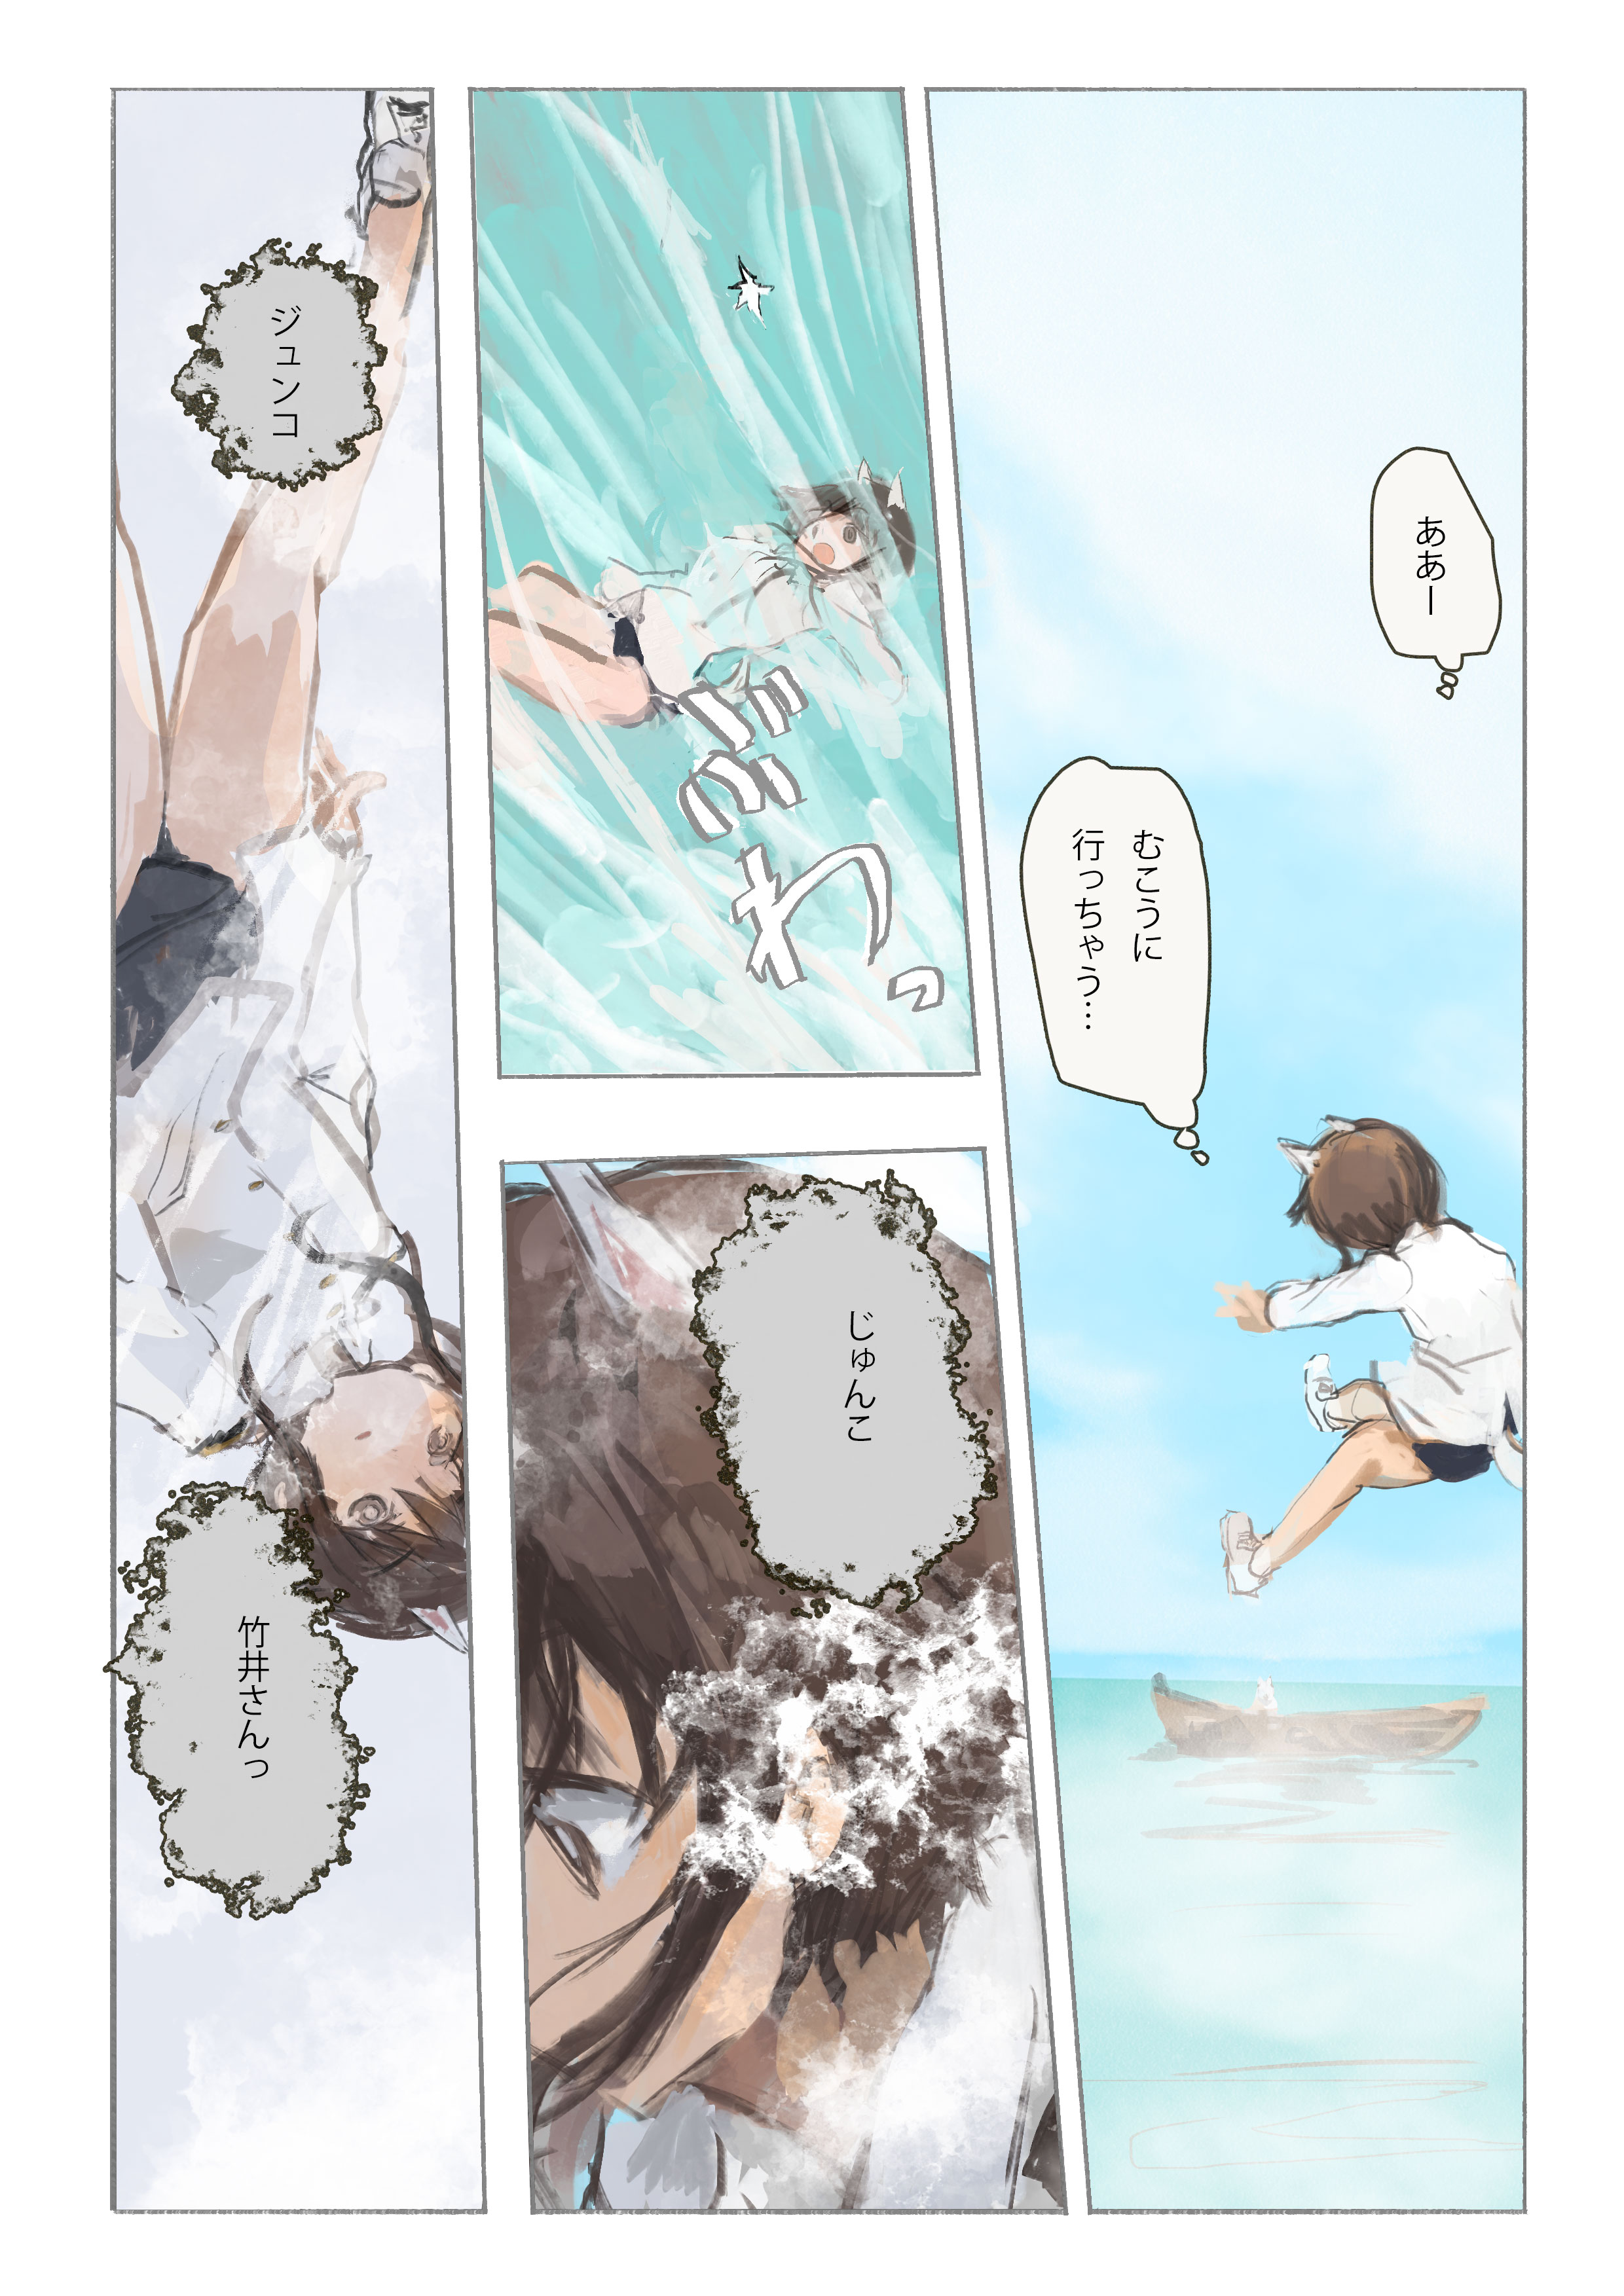 ああー
むこうに
行っちゃう…
ざわっ
じゅんこ
ジュンコ
竹井さんっ